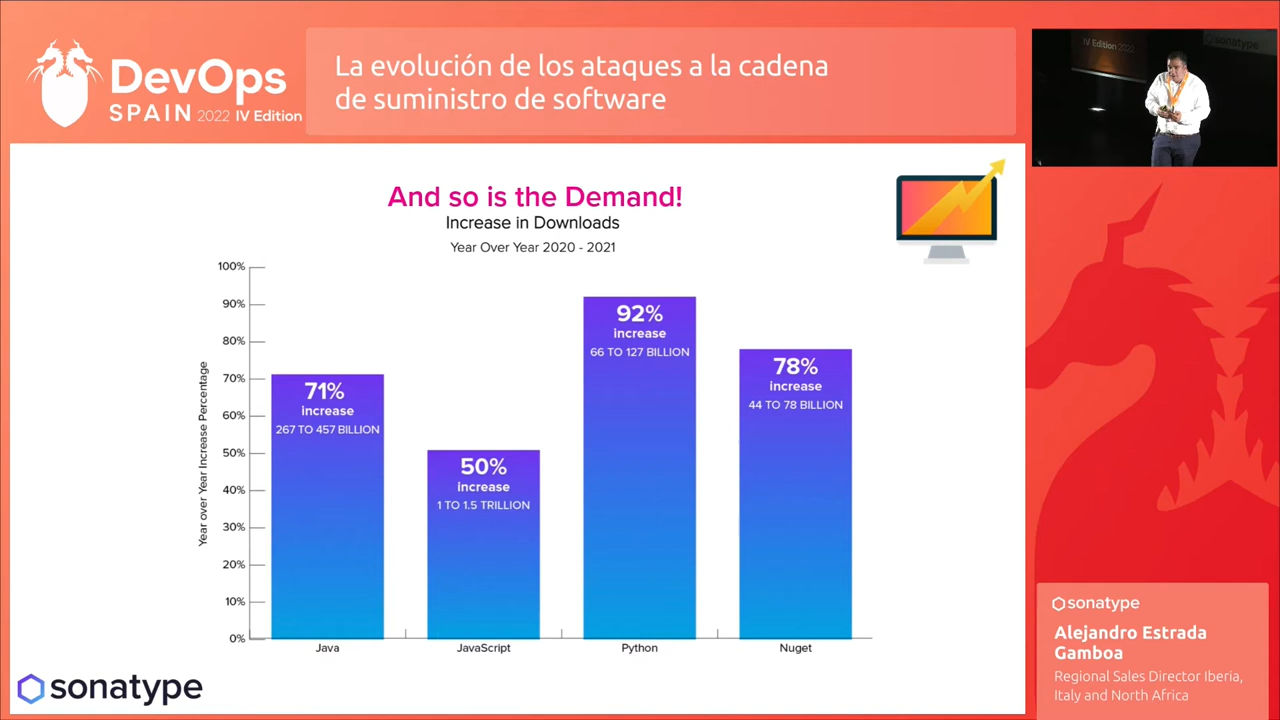 DevOps
SPAIN 2022 IV Edition
La evolución de los ataques a la cadena
de suministro de software
IV Edition 2022
sonatype
And so is the Demand!
Increase in Downloads
Year Over Year 2020 - 2021
Year over Year Increase Percentage
100%
90%
80%
70%
60%
50%
40%
30%
20%
10%
0%
71%
increase
267 TO 457 BILLION
50%
increase
1 TO 1.5 TRILLION
92%
increase
66 TO 127 BILLION
78%
increase
44 TO 78 BILLION
Java
JavaScript
Python
Nuget
sonatype
sonatype
Alejandro Estrada
Gamboa
Regional Sales Director Iberia,
Italy and North Africa